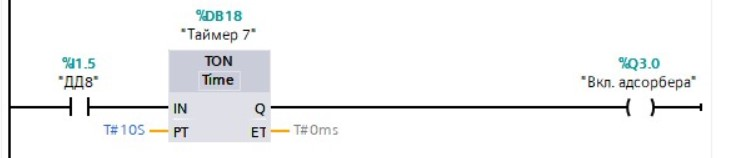 %DB18
"Таймер 7"
%I1.5
"ДД8"
TON
Time
%Q3.0
"Вкл. адсорбера"
IN
Q
T#10S
PT
ET
T#0ms